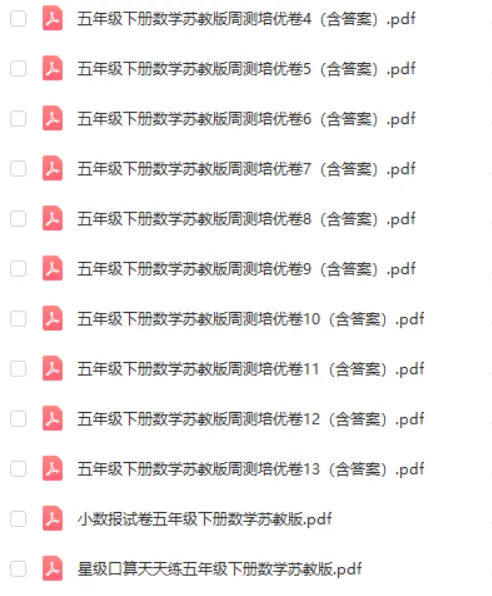 五年级下册数学苏教版周测培优卷4（含答案）.pdf
五年级下册数学苏教版周测培优卷5（含答案）.pdf
五年级下册数学苏教版周测培优卷6（含答案）.pdf
五年级下册数学苏教版周测培优卷7（含答案）.pdf
五年级下册数学苏教版周测培优卷8（含答案）.pdf
五年级下册数学苏教版周测培优卷9（含答案）.pdf
五年级下册数学苏教版周测培优卷10（含答案）.pdf
五年级下册数学苏教版周测培优卷11（含答案）.pdf
五年级下册数学苏教版周测培优卷12（含答案）.pdf
五年级下册数学苏教版周测培优卷13（含答案）.pdf
小数报试卷五年级下册数学苏教版.pdf
星级口算天天练五年级下册数学苏教版.pdf